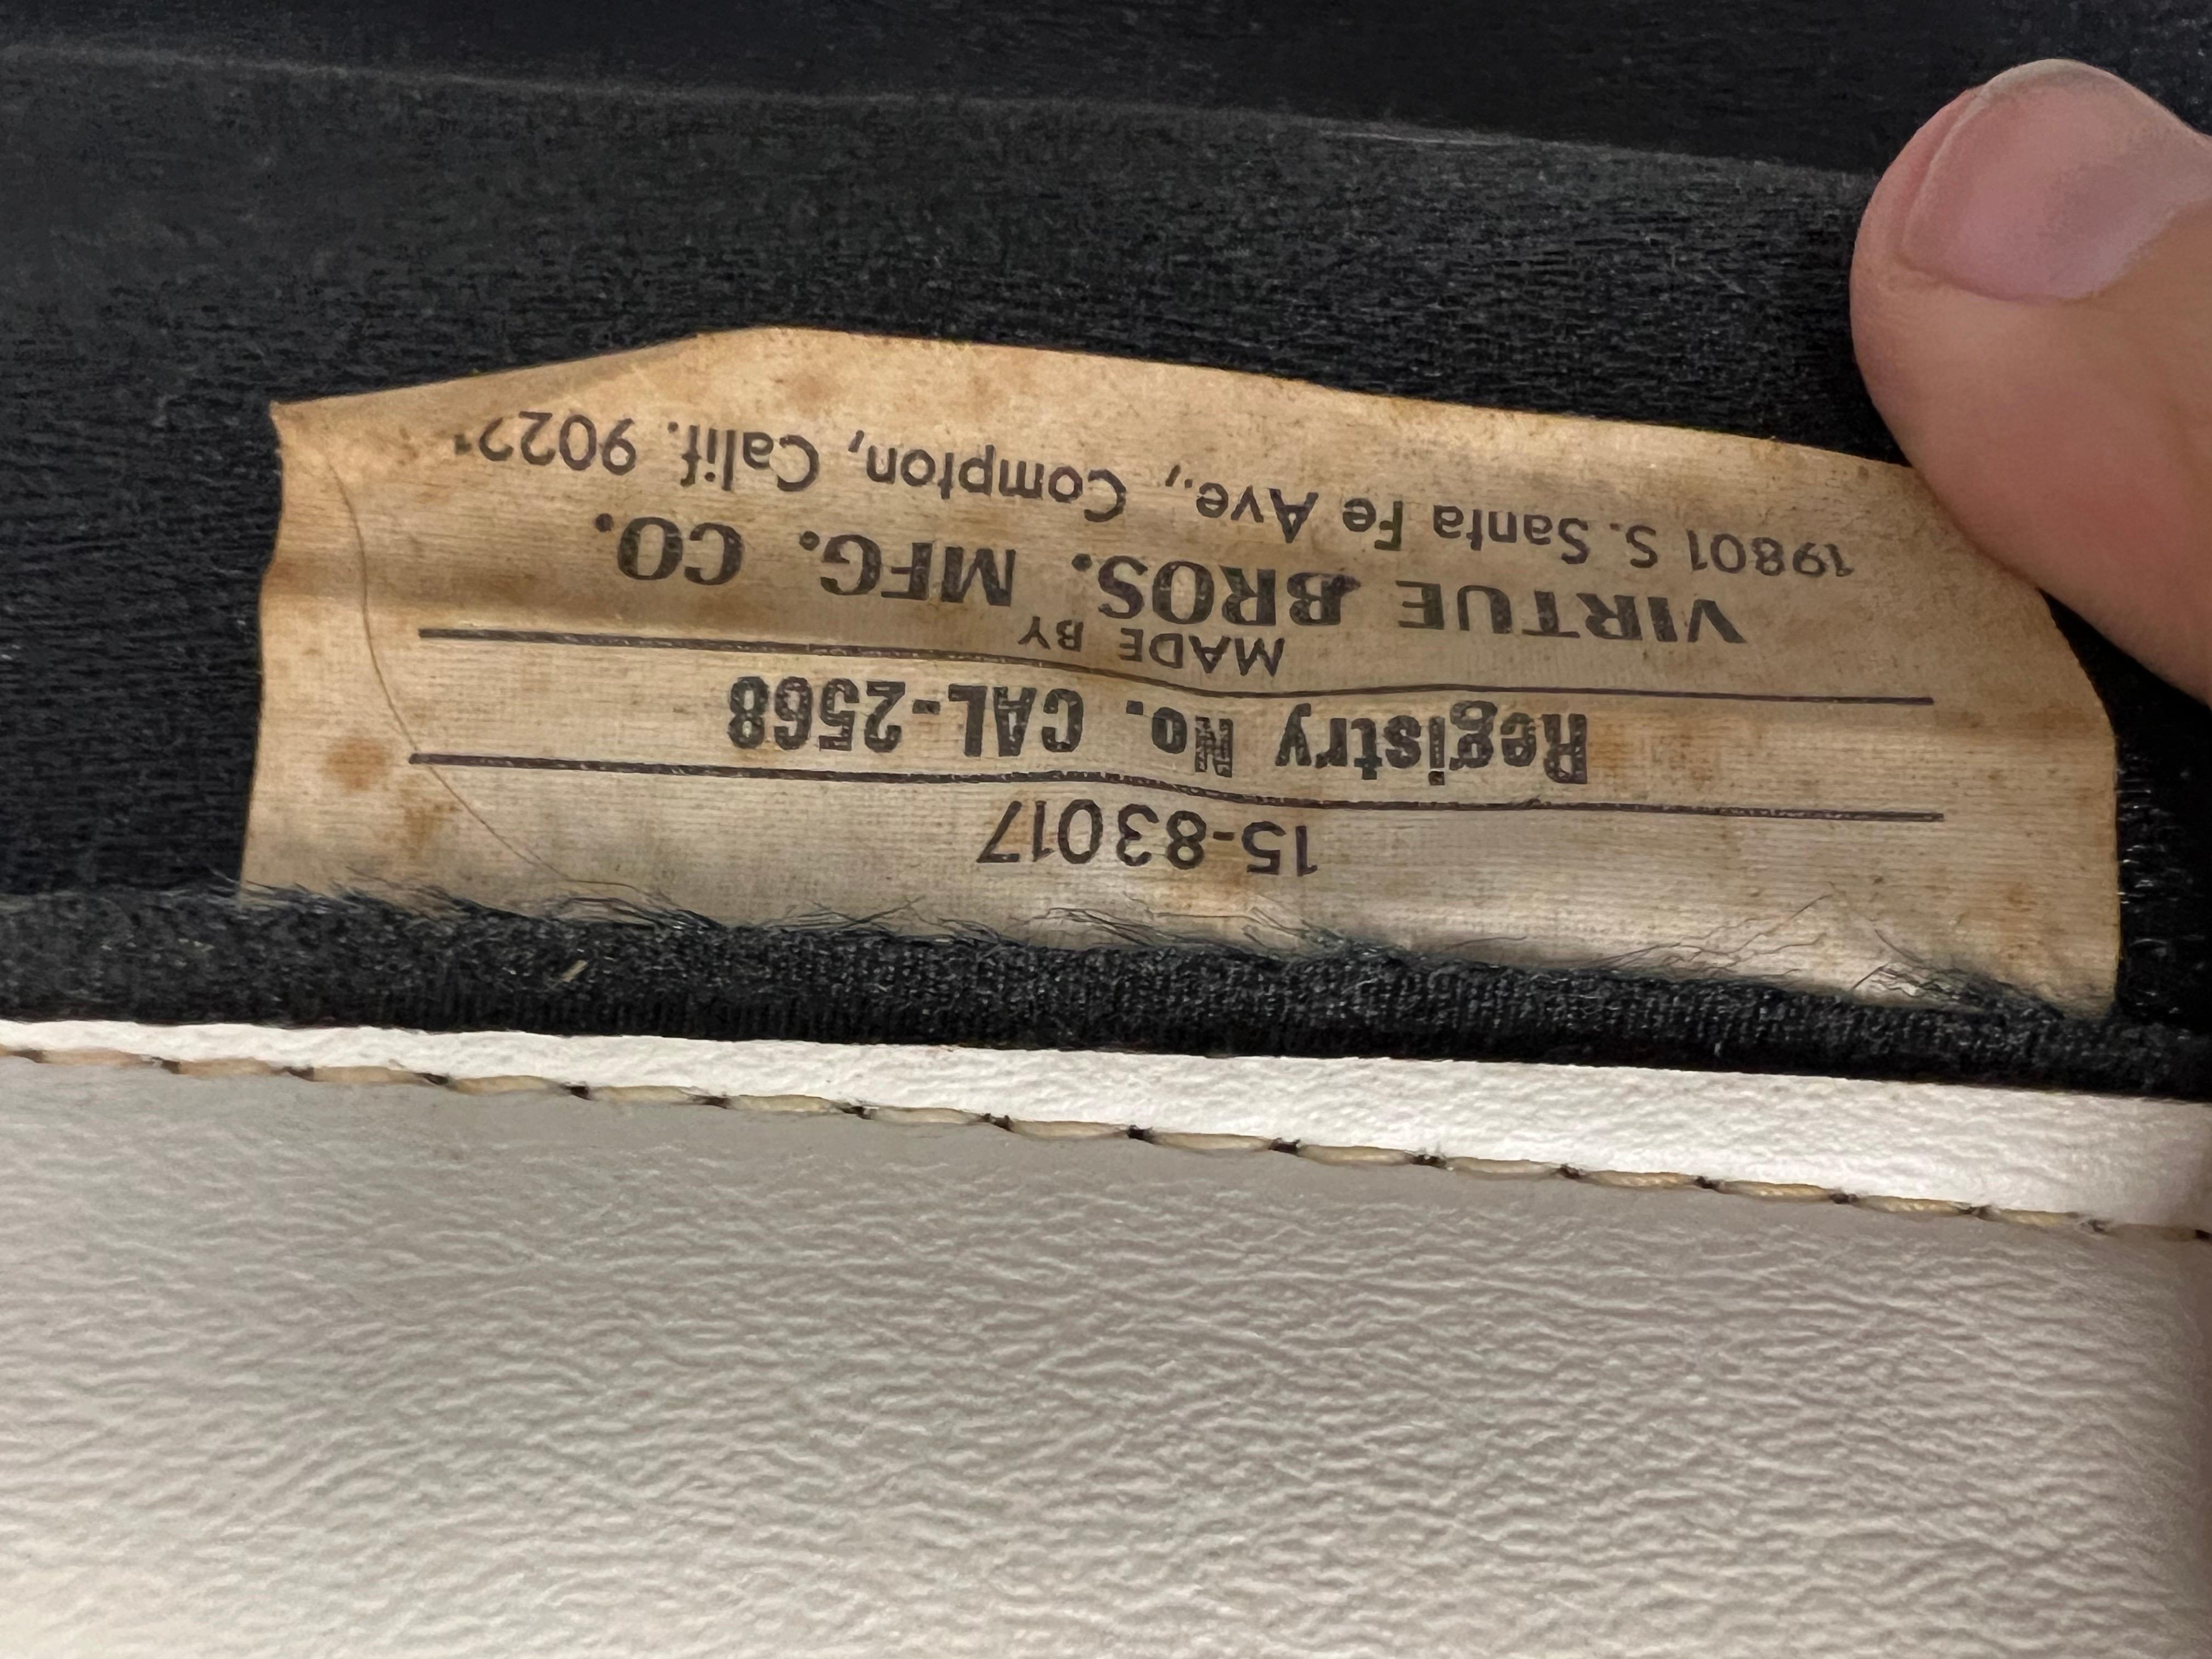 15-83017
Registry No. CAL-2568
MADE BY
VIRTUE BROS. MFG. CO.
19801 S. Santa Fe Ave., Compton, Calif.